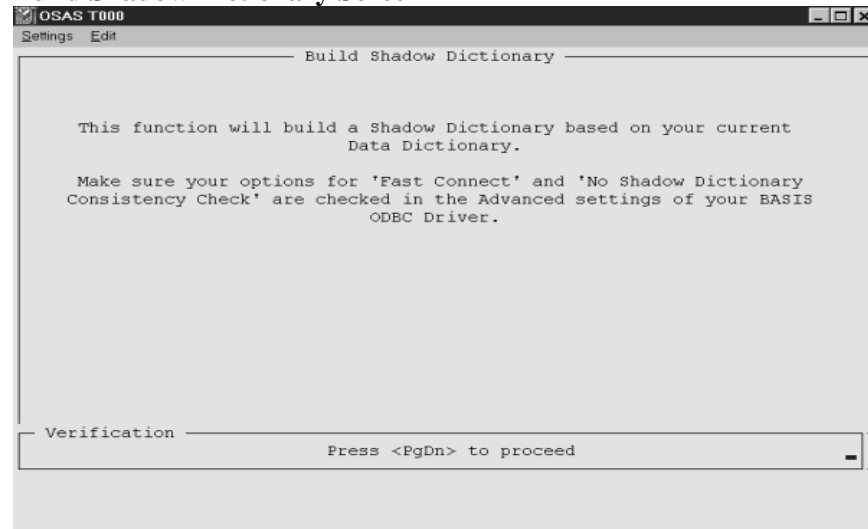 OSAS T000
Settings Edit
Build Shadow Dictionary
This function will build a Shadow Dictionary based on your current
Data Dictionary.
Make sure your options for 'Fast Connect' and 'No Shadow Dictionary
Consistency Check' are checked in the Advanced settings of your BASIS
ODBC Driver.
Verification
Press <PgDn> to proceed